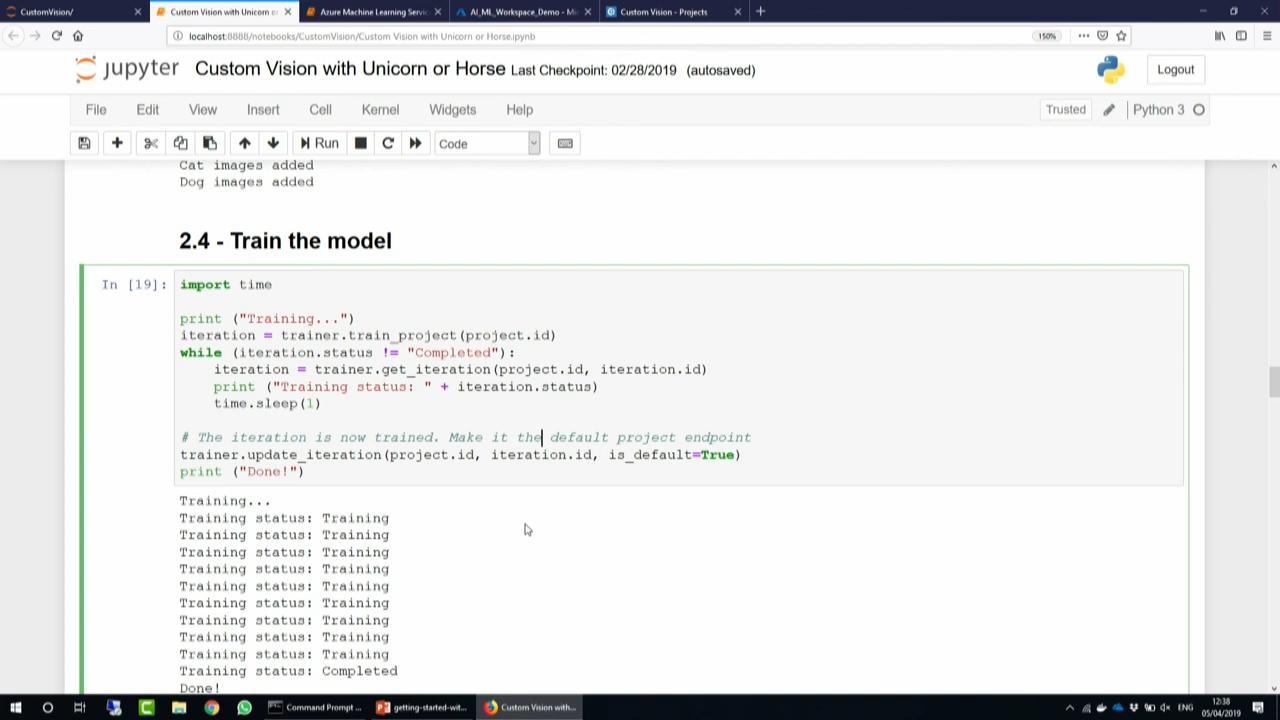 CustomVision/
Custom Vision with Unicorn or
Azure Machine Learning Servic
AI_ML_Workspace_Demo - Mi
Custom Vision - Projects
localhost:8888/notebooks/CustomVision/Custom Vision with Unicorn or Horse.ipynb
150%
jupyter Custom Vision with Unicorn or Horse Last Checkpoint: 02/28/2019 (autosaved)
Logout
File Edit View Insert Cell Kernel Widgets Help
Trusted Python 3
Run Code
Cat images added
Dog images added
2.4 - Train the model
In [19]: import time
print ("Training...")
iteration = trainer.train_project(project.id)
while (iteration.status != "Completed"):
    iteration = trainer.get_iteration(project.id, iteration.id)
    print ("Training status: " + iteration.status)
    time.sleep(1)
# The iteration is now trained. Make it the default project endpoint
trainer.update_iteration(project.id, iteration.id, is_default=True)
print ("Done!")
Training...
Training status: Training
Training status: Training
Training status: Training
Training status: Training
Training status: Training
Training status: Training
Training status: Training
Training status: Training
Training status: Training
Training status: Completed
Done!
Command Prompt ...
getting-started-wit...
Custom Vision with...
ENG
12:38
05/04/2019